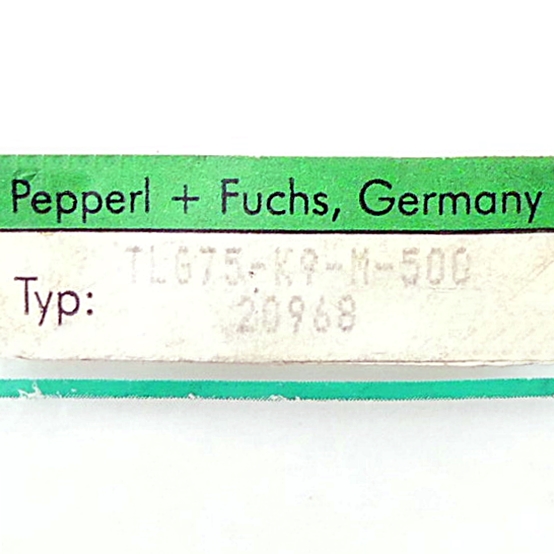 Pepperl + Fuchs, Germany
TLG75-K9-M-500
Typ:
20968